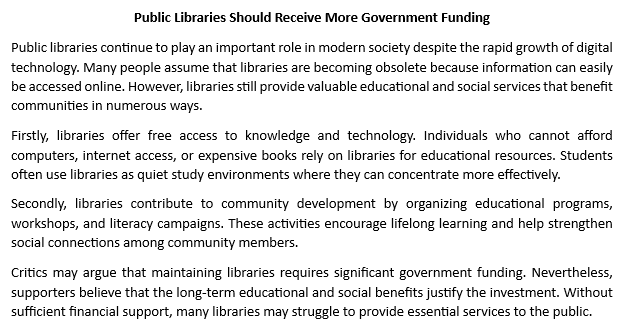 Public Libraries Should Receive More Government Funding
Public libraries continue to play an important role in modern society despite the rapid growth of digital
technology. Many people assume that libraries are becoming obsolete because information can easily
be accessed online. However, libraries still provide valuable educational and social services that benefit
communities in numerous ways.
Firstly, libraries offer free access to knowledge and technology. Individuals who cannot afford
computers, internet access, or expensive books rely on libraries for educational resources. Students
often use libraries as quiet study environments where they can concentrate more effectively.
Secondly, libraries contribute to community development by organizing educational programs,
workshops, and literacy campaigns. These activities encourage lifelong learning and help strengthen
social connections among community members.
Critics may argue that maintaining libraries requires significant government funding. Nevertheless,
supporters believe that the long-term educational and social benefits justify the investment. Without
sufficient financial support, many libraries may struggle to provide essential services to the public.